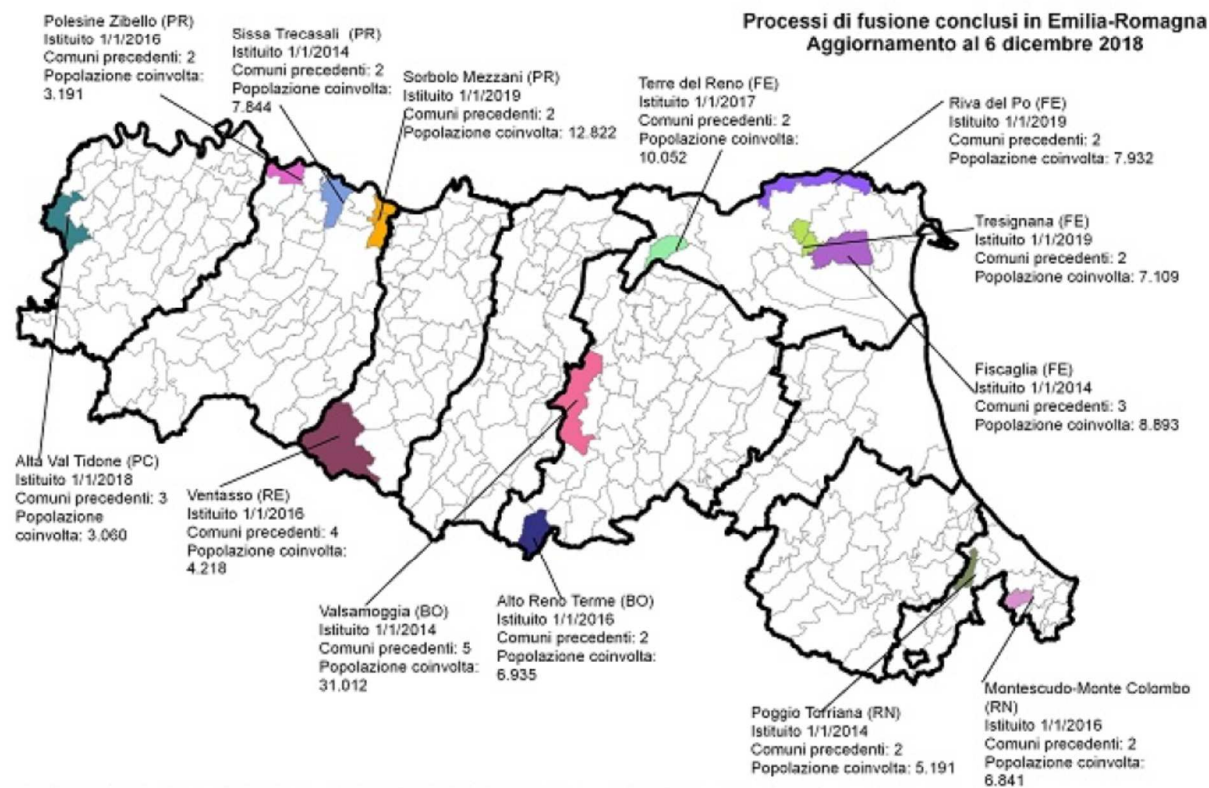 Processi di fusione conclusi in Emilia-Romagna
Aggiornamento al 6 dicembre 2018
Polesine Zibello (PR)
Istituito 1/1/2016
Comuni precedenti: 2
Popolazione coinvolta:
3.191
Sissa Trecasali (PR)
Istituito 1/1/2014
Comuni precedenti: 2
Popolazione coinvolta:
7.844
Sorbolo Mezzani (PR)
Istituito 1/1/2019
Comuni precedenti: 2
Popolazione coinvolta: 12.822
Terre del Reno (FE)
Istituito 1/1/2017
Comuni precedenti: 2
Popolazione coinvolta:
10.052
Riva del Po (FE)
Istituito 1/1/2019
Comuni precedenti: 2
Popolazione coinvolta: 7.932
Tresignana (FE)
Istituito 1/1/2019
Comuni precedenti: 2
Popolazione coinvolta: 7.109
Fiscaglia (FE)
Istituito 1/1/2014
Comuni precedenti: 3
Popolazione coinvolta: 8.893
Alta Val Tidone (PC)
Istituito 1/1/2018
Comuni precedenti: 3
Popolazione
coinvolta: 3.060
Ventasso (RE)
Istituito 1/1/2016
Comuni precedenti: 4
Popolazione coinvolta:
4.218
Valsamoggia (BO)
Istituito 1/1/2014
Comuni precedenti: 5
Popolazione coinvolta:
31.012
Alto Reno Terme (BO)
Istituito 1/1/2016
Comuni precedenti: 2
Popolazione coinvolta:
6.935
Poggio Torriana (RN)
Istituito 1/1/2014
Comuni precedenti: 2
Popolazione coinvolta: 5.191
Montescudo-Monte Colombo
(RN)
Istituito 1/1/2016
Comuni precedenti: 2
Popolazione coinvolta:
6.841